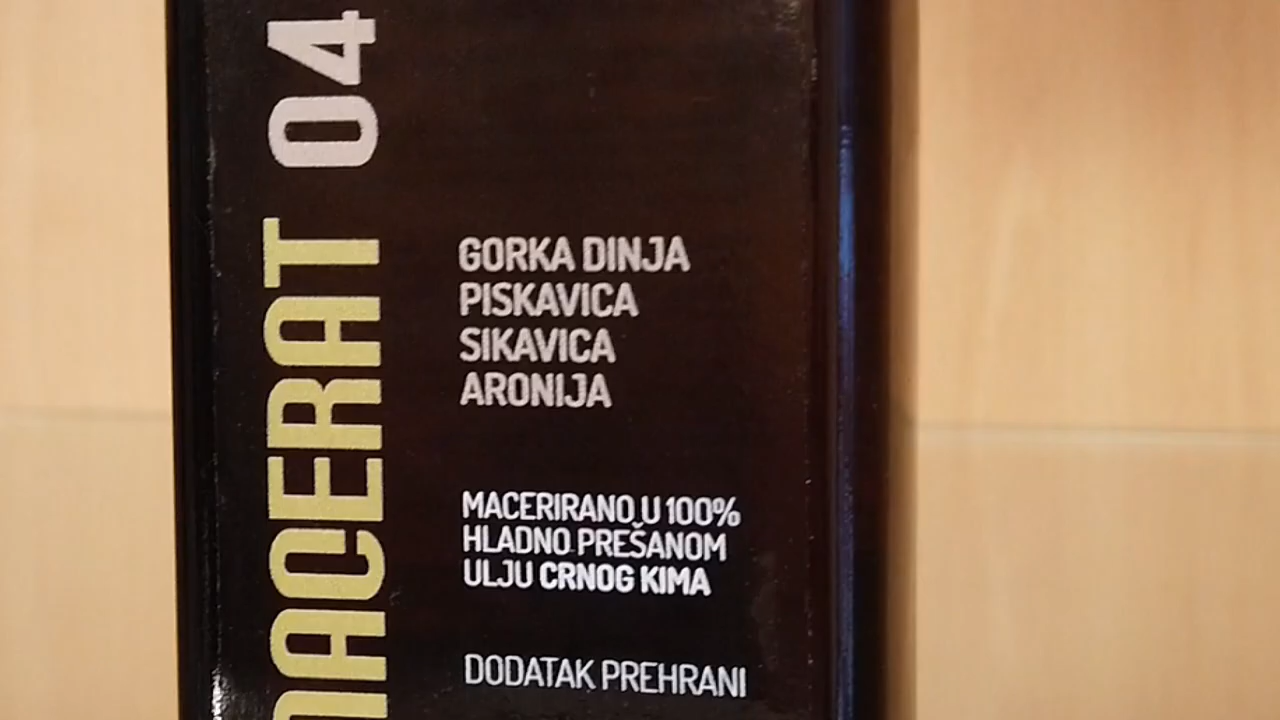 MACERAT 04
GORKA DINJA
PISKAVICA
SIKAVICA
ARONIJA
MACERIRANO U 100%
HLADNO PREŠANOM
ULJU CRNOG KIMA
DODATAK PREHRANI